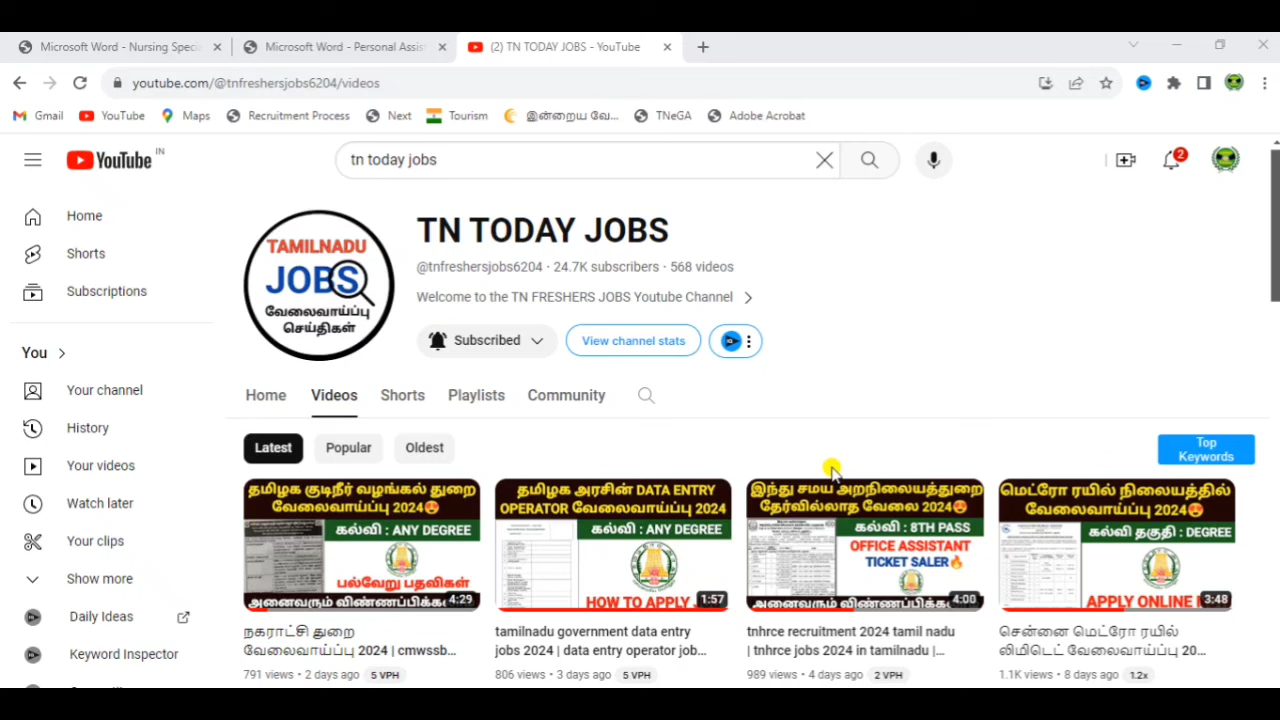 Microsoft Word - Nursing Specia
Microsoft Word - Personal Assis
(2) TN TODAY JOBS - YouTube
youtube.com/@tnfreshersjobs6204/videos
Gmail YouTube Maps Recruitment Process Next Tourism இன்றைய வே... TNeGA Adobe Acrobat
YouTube IN
tn today jobs
2
Home
Shorts
Subscriptions
You
Your channel
History
Your videos
Watch later
Your clips
Show more
Daily Ideas
Keyword Inspector
TAMILNADU
JOBS
வேலைவாய்ப்பு
செய்திகள்
TN TODAY JOBS
@tnfreshersjobs6204 · 24.7K subscribers · 568 videos
Welcome to the TN FRESHERS JOBS Youtube Channel
Subscribed
View channel stats
Home Videos Shorts Playlists Community
Latest Popular Oldest
Top
Keywords
தமிழக குடிநீர் வழங்கல் துறை
வேலைவாய்ப்பு 2024
கல்வி : ANY DEGREE
பல்வேறு பதவிகள்
அனைவரும் விண்ணப்பிக்க
4:29
நகராட்சி துறை
வேலைவாய்ப்பு 2024 | cmwssb...
791 views • 2 days ago 5 VPH
தமிழக அரசின் DATA ENTRY
OPERATOR வேலைவாய்ப்பு 2024
கல்வி : ANY DEGREE
HOW TO APPLY
1:57
tamilnadu government data entry
jobs 2024 | data entry operator job...
806 views • 3 days ago 5 VPH
இந்து சமய அறநிலையத்துறை
தேர்வில்லாத வேலை 2024
கல்வி : 8TH PASS
OFFICE ASSISTANT
TICKET SALER
அனைவரும் விண்ணப்பிக்க
4:00
tnhrce recruitment 2024 tamil nadu
| tnhrce jobs 2024 in tamilnadu |...
989 views • 4 days ago 2 VPH
மெட்ரோ ரயில் நிலையத்தில்
வேலைவாய்ப்பு 2024
கல்வி தகுதி : DEGREE
APPLY ONLINE
3:48
சென்னை மெட்ரோ ரயில்
லிமிடெட் வேலைவாய்ப்பு 20...
1.1K views • 8 days ago 1.2x